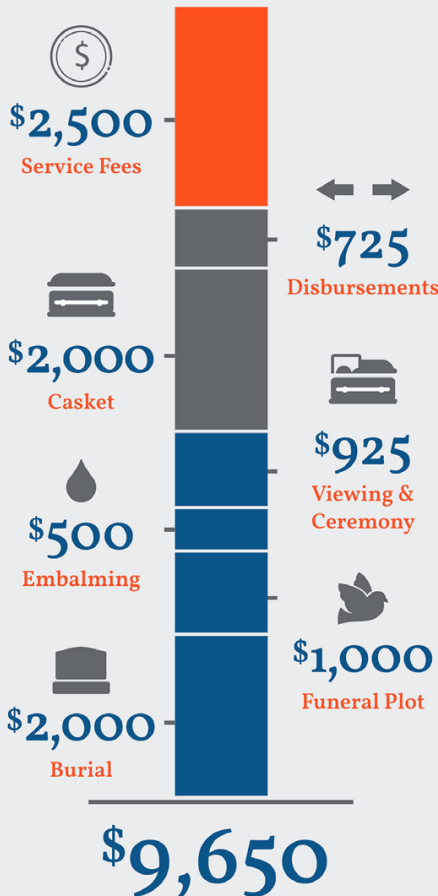 $
$2,500
Service Fees
$725
Disbursements
$2,000
Casket
$925
Viewing &
Ceremony
$500
Embalming
$1,000
Funeral Plot
$2,000
Burial
$9,650